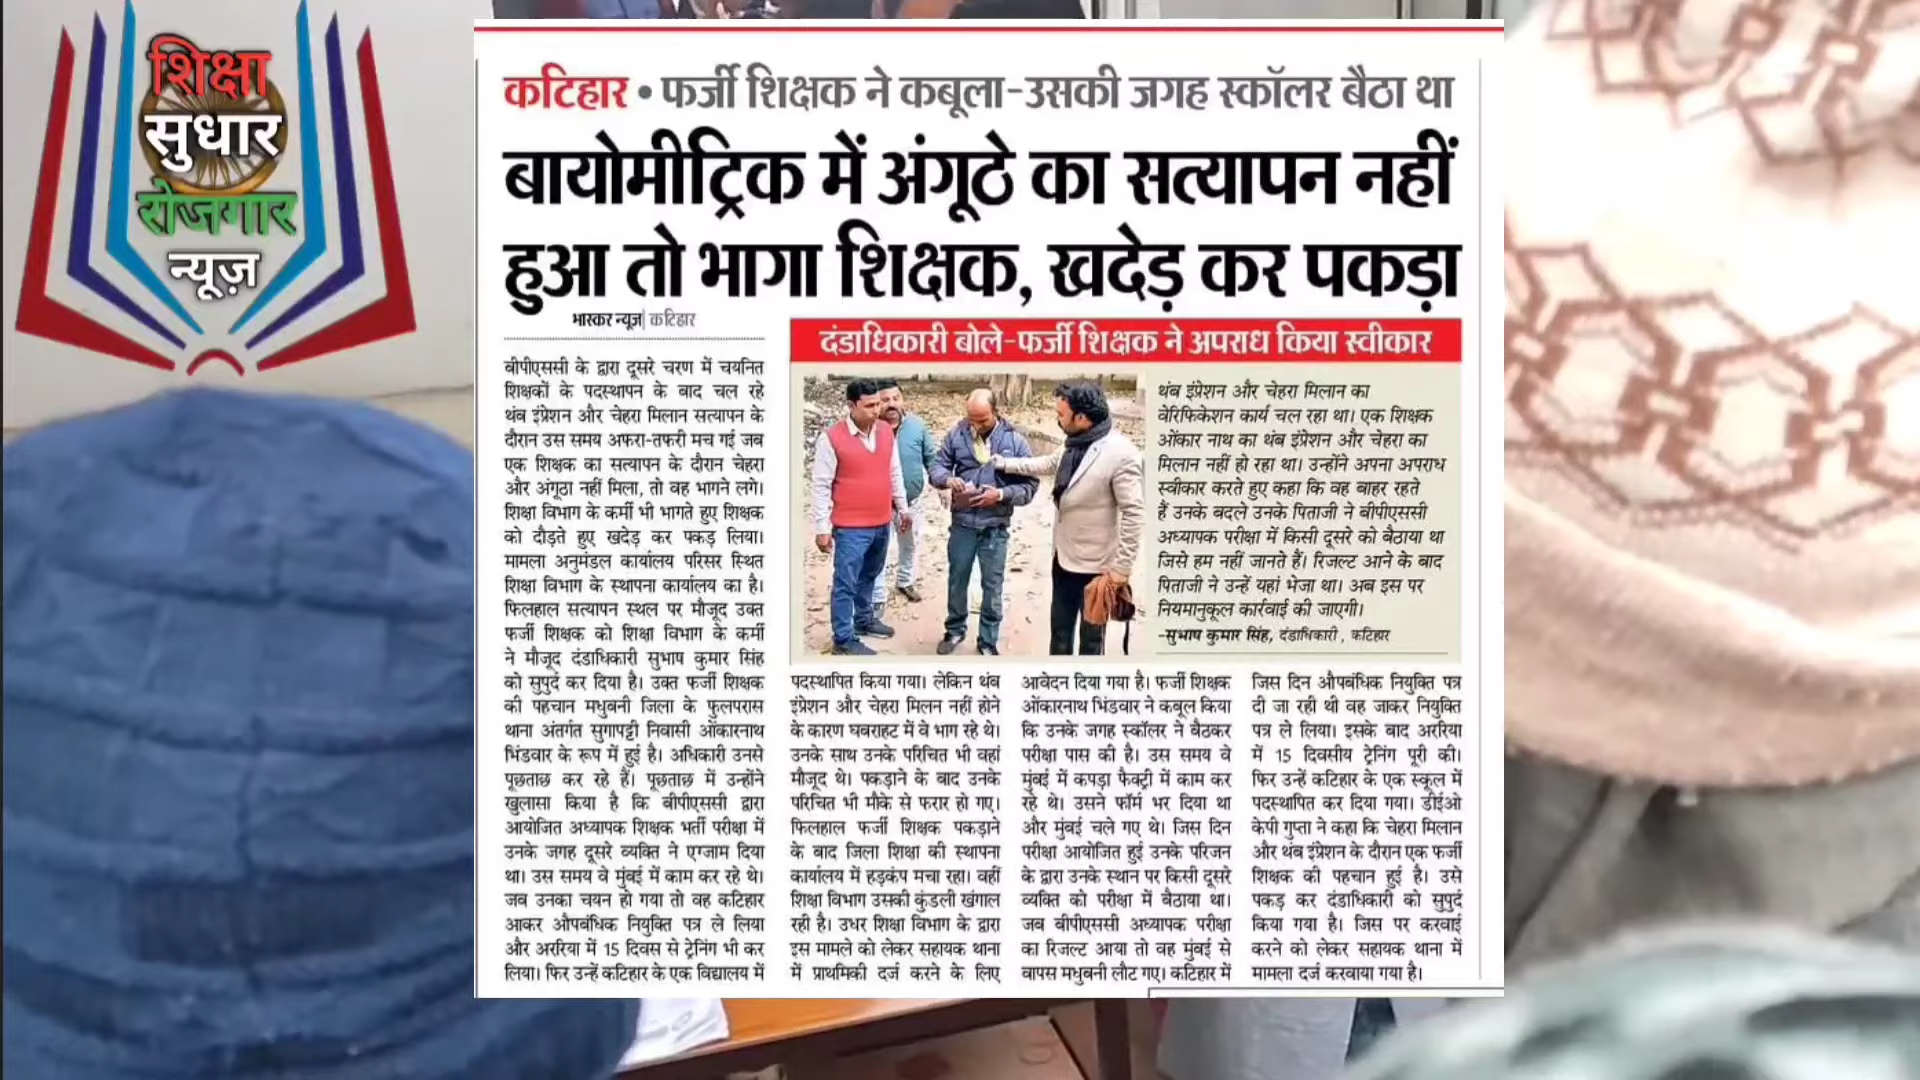 शिक्षा
सुधार
रोजगार
न्यूज़
कटिहार • फर्जी शिक्षक ने कबूला-उसकी जगह स्कॉलर बैठा था
बायोमीट्रिक में अंगूठे का सत्यापन नहीं
हुआ तो भागा शिक्षक, खदेड़ कर पकड़ा
भास्कर न्यूज| कटिहार
बीपीएससी के द्वारा दूसरे चरण में चयनित
शिक्षकों के पदस्थापन के बाद चल रहे
थंब इंप्रेशन और चेहरा मिलान सत्यापन के
दौरान उस समय अफरा-तफरी मच गई जब
एक शिक्षक का सत्यापन के दौरान चेहरा
और अंगूठा नहीं मिला, तो वह भागने लगे।
शिक्षा विभाग के कर्मी भी भागते हुए शिक्षक
को दौड़ते हुए खदेड़ कर पकड़ लिया।
मामला अनुमंडल कार्यालय परिसर स्थित
शिक्षा विभाग के स्थापना कार्यालय का है।
फिलहाल सत्यापन स्थल पर मौजूद उक्त
फर्जी शिक्षक को शिक्षा विभाग के कर्मी
ने मौजूद दंडाधिकारी सुभाष कुमार सिंह
को सुपुर्द कर दिया है। उक्त फर्जी शिक्षक
की पहचान मधुबनी जिला के फुलपरास
थाना अंतर्गत सुगापट्टी निवासी ओंकारनाथ
भिंडवार के रूप में हुई है। अधिकारी उनसे
पूछताछ कर रहे हैं। पूछताछ में उन्होंने
खुलासा किया है कि बीपीएससी द्वारा
आयोजित अध्यापक शिक्षक भर्ती परीक्षा में
उनके जगह दूसरे व्यक्ति ने एग्जाम दिया
था। उस समय वे मुंबई में काम कर रहे थे।
जब उनका चयन हो गया तो वह कटिहार
आकर औपबंधिक नियुक्ति पत्र ले लिया
और अररिया में 15 दिवस से ट्रेनिंग भी कर
लिया। फिर उन्हें कटिहार के एक विद्यालय में
दंडाधिकारी बोले-फर्जी शिक्षक ने अपराध किया स्वीकार
थंब इंप्रेशन और चेहरा मिलान का
वेरिफिकेशन कार्य चल रहा था। एक शिक्षक
ओंकार नाथ का थंब इंप्रेशन और चेहरा का
मिलान नहीं हो रहा था। उन्होंने अपना अपराध
स्वीकार करते हुए कहा कि वह बाहर रहते
हैं उनके बदले उनके पिताजी ने बीपीएससी
अध्यापक परीक्षा में किसी दूसरे को बैठाया था
जिसे हम नहीं जानते हैं। रिजल्ट आने के बाद
पिताजी ने उन्हें यहां भेजा था। अब इस पर
नियमानुकूल कार्रवाई की जाएगी।
-सुभाष कुमार सिंह, दंडाधिकारी, कटिहार
पदस्थापित किया गया। लेकिन थंब
इंप्रेशन और चेहरा मिलन नहीं होने
के कारण घबराहट में वे भाग रहे थे।
उनके साथ उनके परिचित भी वहां
मौजूद थे। पकड़ाने के बाद उनके
परिचित भी मौके से फरार हो गए।
फिलहाल फर्जी शिक्षक पकड़ाने
के बाद जिला शिक्षा की स्थापना
कार्यालय में हड़कंप मचा रहा। वहीं
शिक्षा विभाग उसकी कुंडली खंगाल
रही है। उधर शिक्षा विभाग के द्वारा
इस मामले को लेकर सहायक थाना
में प्राथमिकी दर्ज करने के लिए
आवेदन दिया गया है। फर्जी शिक्षक
ओंकारनाथ भिंडवार ने कबूल किया
कि उनके जगह स्कॉलर ने बैठकर
परीक्षा पास की है। उस समय वे
मुंबई में कपड़ा फैक्ट्री में काम कर
रहे थे। उसने फॉर्म भर दिया था
और मुंबई चले गए थे। जिस दिन
परीक्षा आयोजित हुई उनके परिजन
के द्वारा उनके स्थान पर किसी दूसरे
व्यक्ति को परीक्षा में बैठाया था।
जब बीपीएससी अध्यापक परीक्षा
का रिजल्ट आया तो वह मुंबई से
वापस मधुबनी लौट गए। कटिहार में
जिस दिन औपबंधिक नियुक्ति पत्र
दी जा रही थी वह जाकर नियुक्ति
पत्र ले लिया। इसके बाद अररिया
में 15 दिवसीय ट्रेनिंग पूरी की।
फिर उन्हें कटिहार के एक स्कूल में
पदस्थापित कर दिया गया। डीईओ
केपी गुप्ता ने कहा कि चेहरा मिलान
और थंब इंप्रेशन के दौरान एक फर्जी
शिक्षक की पहचान हुई है। उसे
पकड़ कर दंडाधिकारी को सुपुर्द
किया गया है। जिस पर करवाई
करने को लेकर सहायक थाना में
मामला दर्ज करवाया गया है।